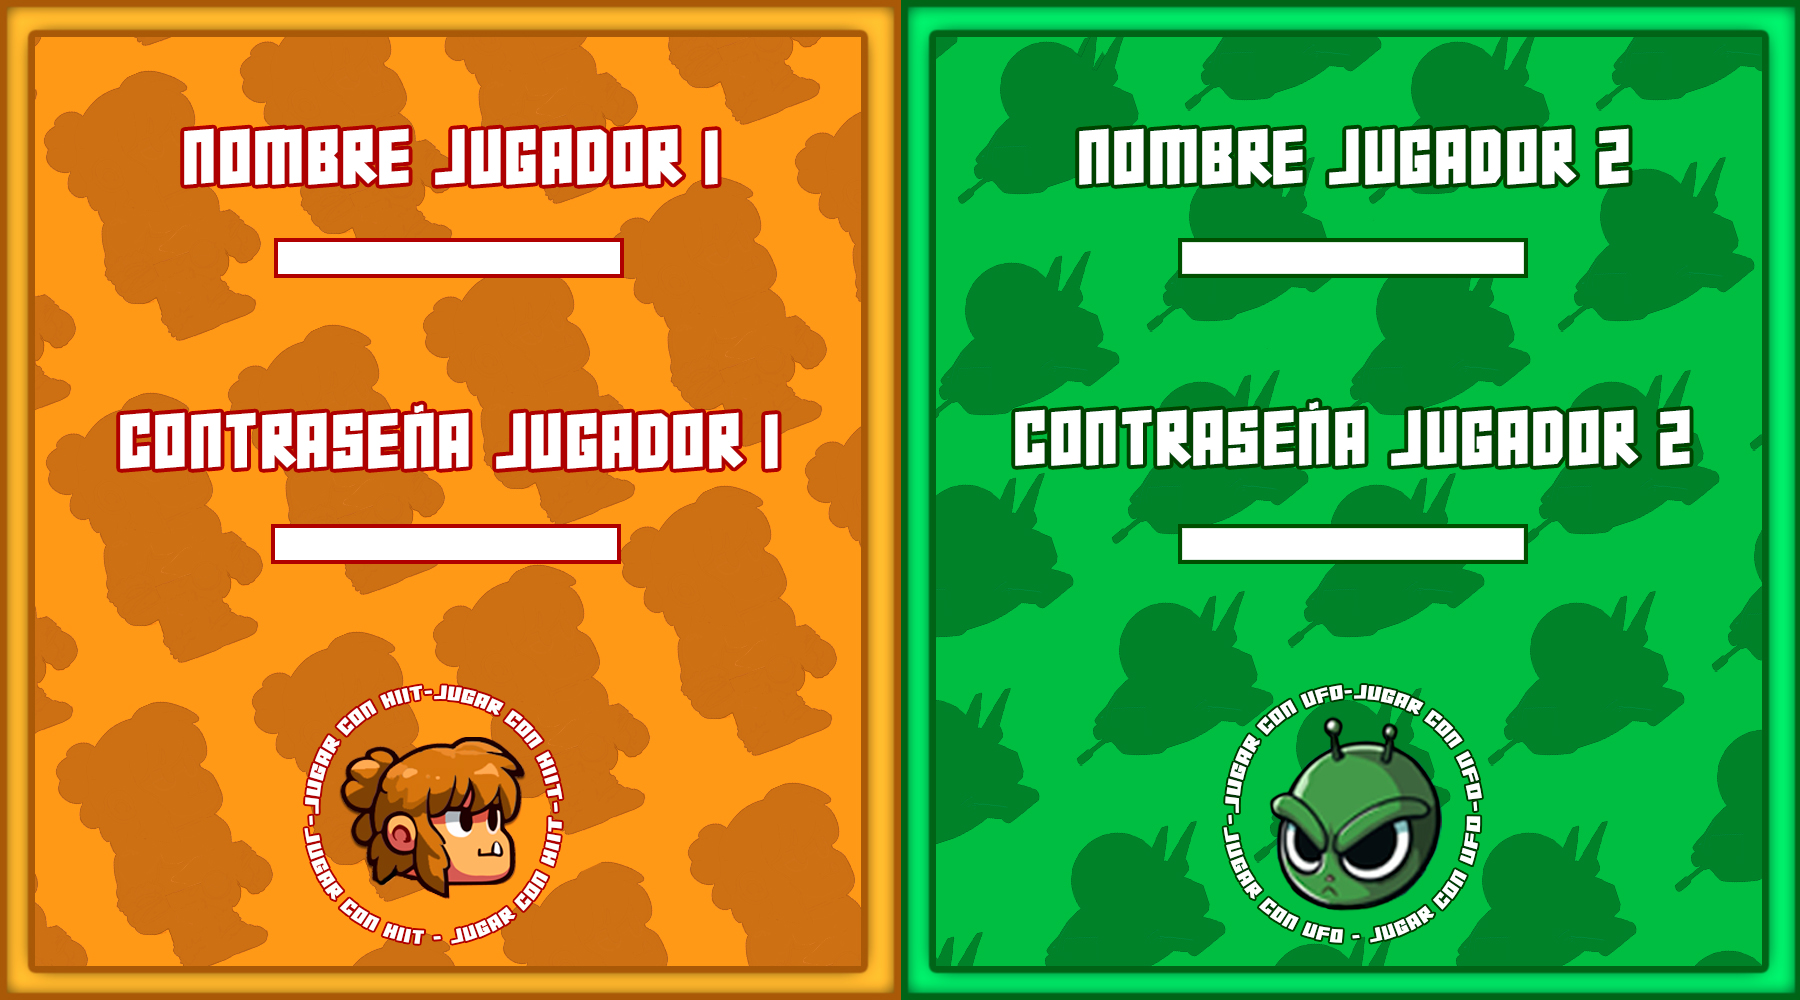 NOMBRE JUGADOR 1
CONTRASEÑA JUGADOR 1
JUGAR CON HIIT-JUGAR CON HIIT-JUGAR CON HIIT - JUGAR CON HIIT-
NOMBRE JUGADOR 2
CONTRASEÑA JUGADOR 2
JUGAR CON UFO-JUGAR CON UFO-JUGAR CON UFO - JUGAR CON UFO-